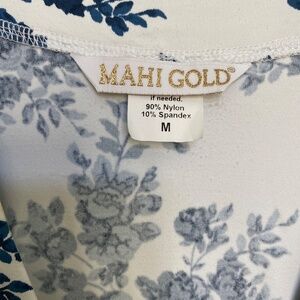 MAHI GOLD®
if needed.
90% Nylon
10% Spandex
M